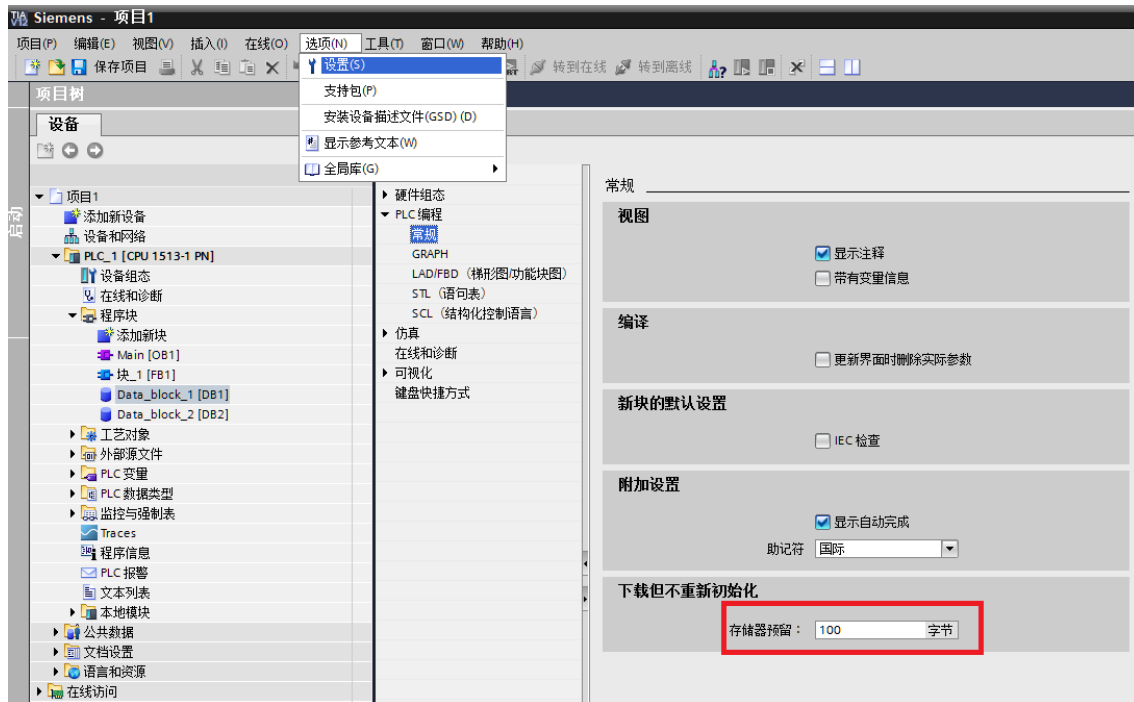 Siemens - 项目1
项目(P) 编辑(E) 视图(V) 插入(I) 在线(O) 选项(N) 工具(T) 窗口(W) 帮助(H)
保存项目 转到在线 转到离线
设置(S)
支持包(P)
安装设备描述文件(GSD) (D)
显示参考文本(W)
全局库(G)
项目树
设备
启动
项目1
添加新设备
设备和网络
PLC_1 [CPU 1513-1 PN]
设备组态
在线和诊断
程序块
添加新块
Main [OB1]
块_1 [FB1]
Data_block_1 [DB1]
Data_block_2 [DB2]
工艺对象
外部源文件
PLC 变量
PLC 数据类型
监控与强制表
Traces
程序信息
PLC 报警
文本列表
本地模块
公共数据
文档设置
语言和资源
在线访问
硬件组态
PLC 编程
常规
GRAPH
LAD/FBD（梯形图/功能块图）
STL（语句表）
SCL（结构化控制语言）
仿真
在线和诊断
可视化
键盘快捷方式
常规
视图
显示注释
带有变量信息
编译
更新界面时删除实际参数
新块的默认设置
IEC 检查
附加设置
显示自动完成
助记符 国际
下载但不重新初始化
存储器预留： 100 字节